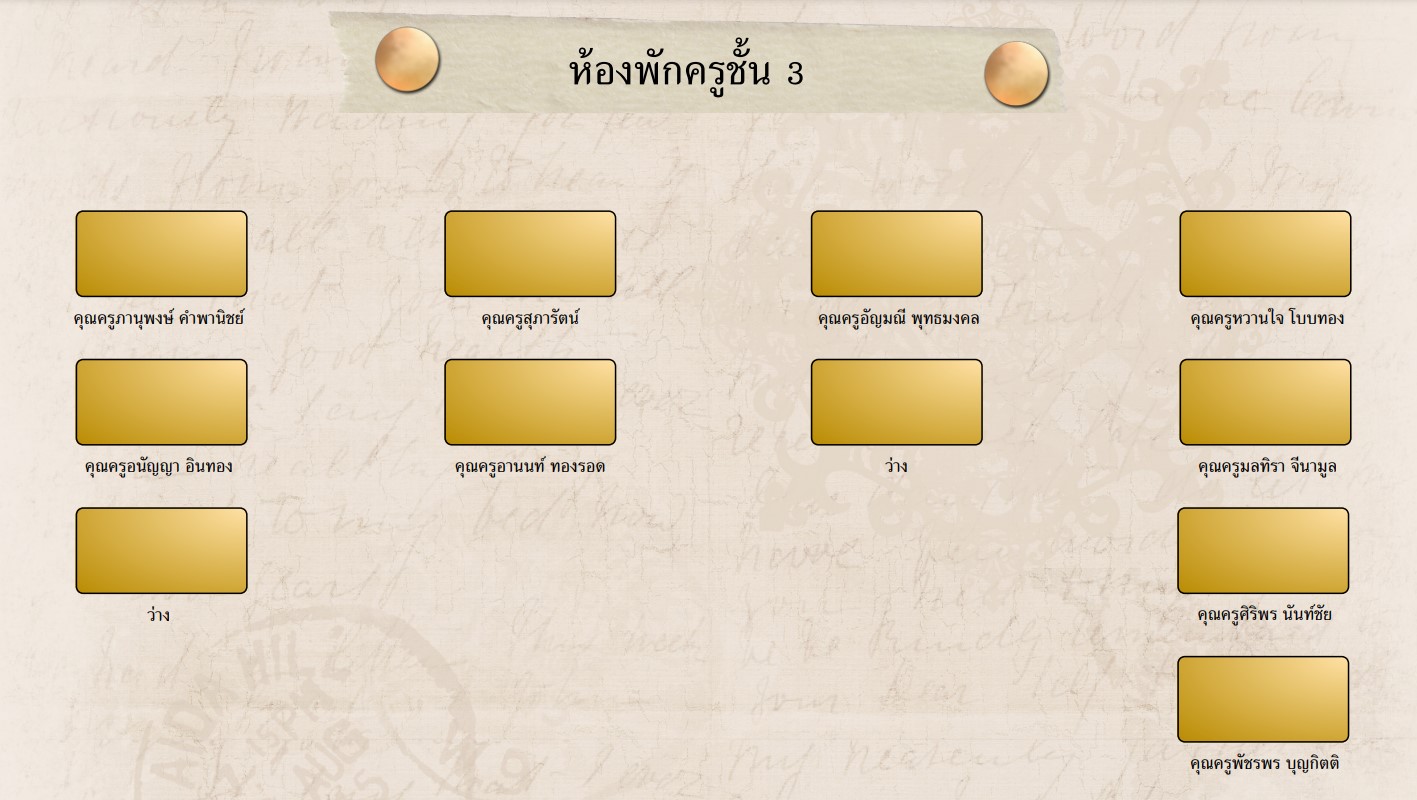 ห้องพักครูชั้น 3
คุณครูภานุพงษ์ คำพานิชย์
คุณครูสุภารัตน์
คุณครูอัญมณี พุทธมงคล
คุณครูหวานใจ โบบทอง
คุณครูอนัญญา อินทอง
คุณครูอานนท์ ทองรอด
ว่าง
คุณครูมลทิรา จีนามูล
ว่าง
คุณครูศิริพร นันท์ชัย
คุณครูพัชรพร บุญกิตติ